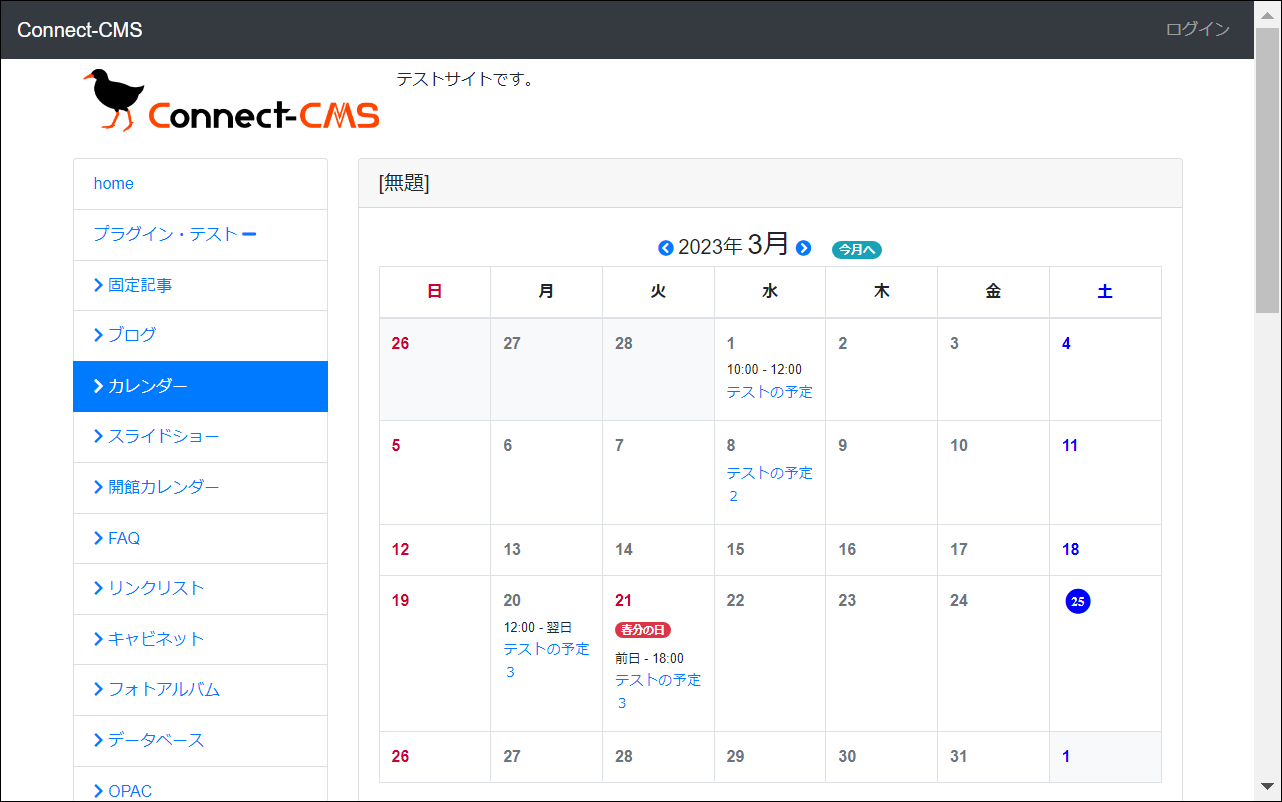 Connect-CMS
ログイン
Connect-CMS
テストサイトです。
home
プラグイン・テスト
固定記事
ブログ
カレンダー
スライドショー
開館カレンダー
FAQ
リンクリスト
キャビネット
フォトアルバム
データベース
OPAC
[無題]
2023年 3月 今月へ
日 月 火 水 木 金 土
26 27 28 1 2 3 4
10:00 - 12:00
テストの予定
5 6 7 8 9 10 11
テストの予定
2
12 13 14 15 16 17 18
19 20 21 22 23 24 25
12:00 - 翌日
テストの予定
3
春分の日
前日 - 18:00
テストの予定
3
26 27 28 29 30 31 1